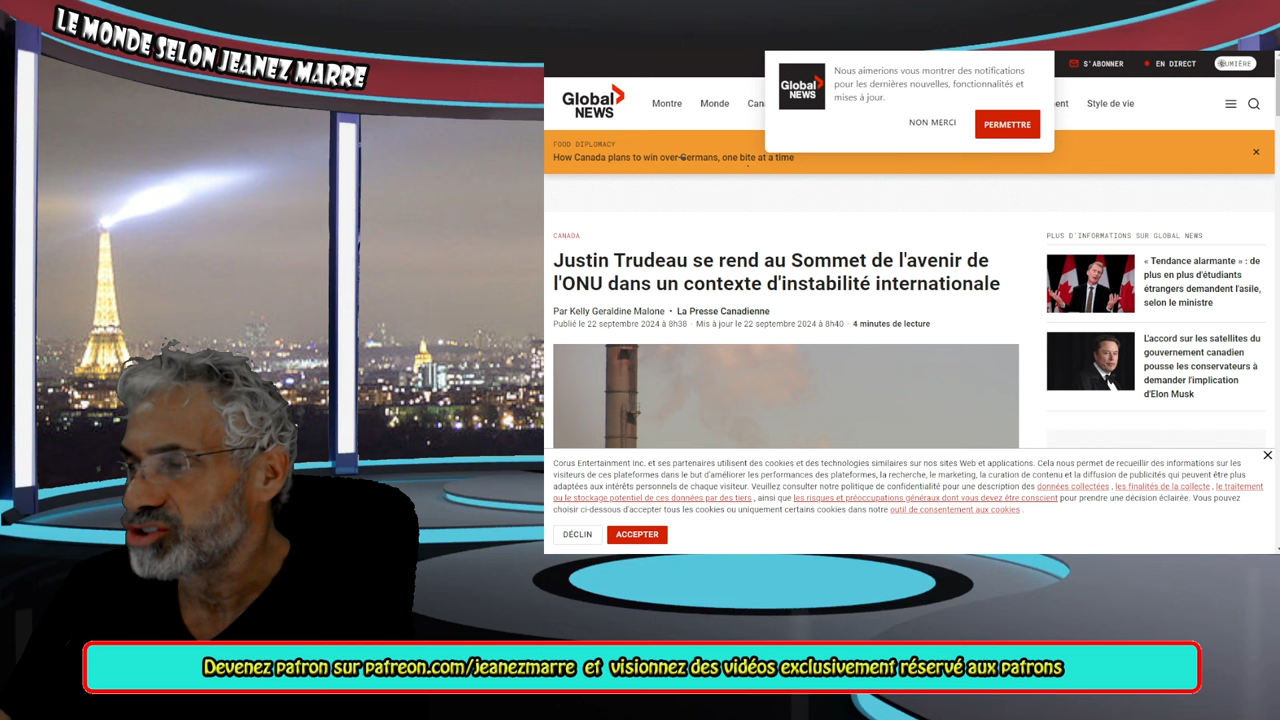 LE MONDE SELON JEANEZ MARRE
S'ABONNER
EN DIRECT
LUMIÈRE
Global NEWS
Nous aimerions vous montrer des notifications
pour les dernières nouvelles, fonctionnalités et
mises à jour.
NON MERCI
PERMETTRE
Global
NEWS
Montre
Monde
Style de vie
FOOD DIPLOMACY
How Canada plans to win over Germans, one bite at a time
CANADA
Justin Trudeau se rend au Sommet de l'avenir de
l'ONU dans un contexte d'instabilité internationale
Par Kelly Geraldine Malone • La Presse Canadienne
Publié le 22 septembre 2024 à 8h38 · Mis à jour le 22 septembre 2024 à 8h40 · 4 minutes de lecture
PLUS D'INFORMATIONS SUR GLOBAL NEWS
« Tendance alarmante » : de
plus en plus d'étudiants
étrangers demandent l'asile,
selon le ministre
L'accord sur les satellites du
gouvernement canadien
pousse les conservateurs à
demander l'implication
d'Elon Musk
Corus Entertainment Inc. et ses partenaires utilisent des cookies et des technologies similaires sur nos sites Web et applications. Cela nous permet de recueillir des informations sur les
visiteurs de ces plateformes dans le but d'améliorer les performances des plateformes, la recherche, le marketing, la curation de contenu et la diffusion de publicités qui peuvent être plus
adaptées aux intérêts personnels de chaque visiteur. Veuillez consulter notre politique de confidentialité pour une description des données collectées , les finalités de la collecte , le traitement
ou le stockage potentiel de ces données par des tiers , ainsi que les risques et préoccupations généraux dont vous devez être conscient pour prendre une décision éclairée. Vous pouvez
choisir ci-dessous d'accepter tous les cookies ou uniquement certains cookies dans notre outil de consentement aux cookies .
DÉCLIN
ACCEPTER
Devenez patron sur patreon.com/jeanezmarre et visionnez des vidéos exclusivement réservé aux patrons